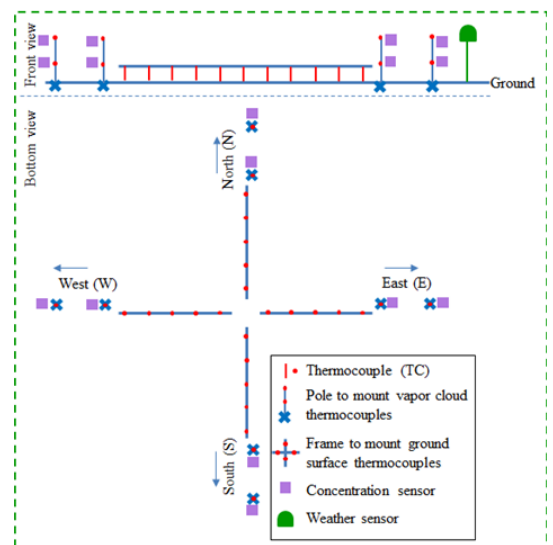 Front view
Ground
Bottom view
North (N)
West (W)
East (E)
South (S)
Thermocouple (TC)
Pole to mount vapor cloud
thermocouples
Frame to mount ground
surface thermocouples
Concentration sensor
Weather sensor